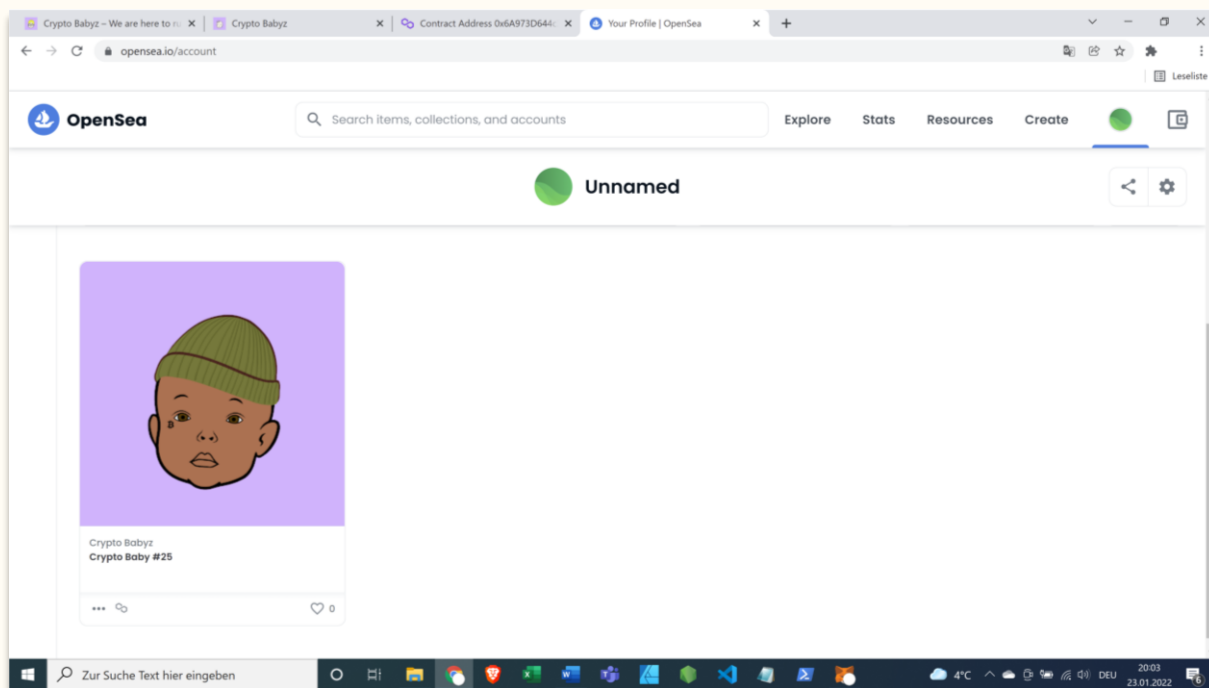 Crypto Babyz – We are here to n
Crypto Babyz
Contract Address 0x6A973D644c
Your Profile | OpenSea
opensea.io/account
Leseliste
OpenSea
Search items, collections, and accounts
Explore
Stats
Resources
Create
Unnamed
Crypto Babyz
Crypto Baby #25
0
Zur Suche Text hier eingeben
4°C
DEU
20:03
23.01.2022
6